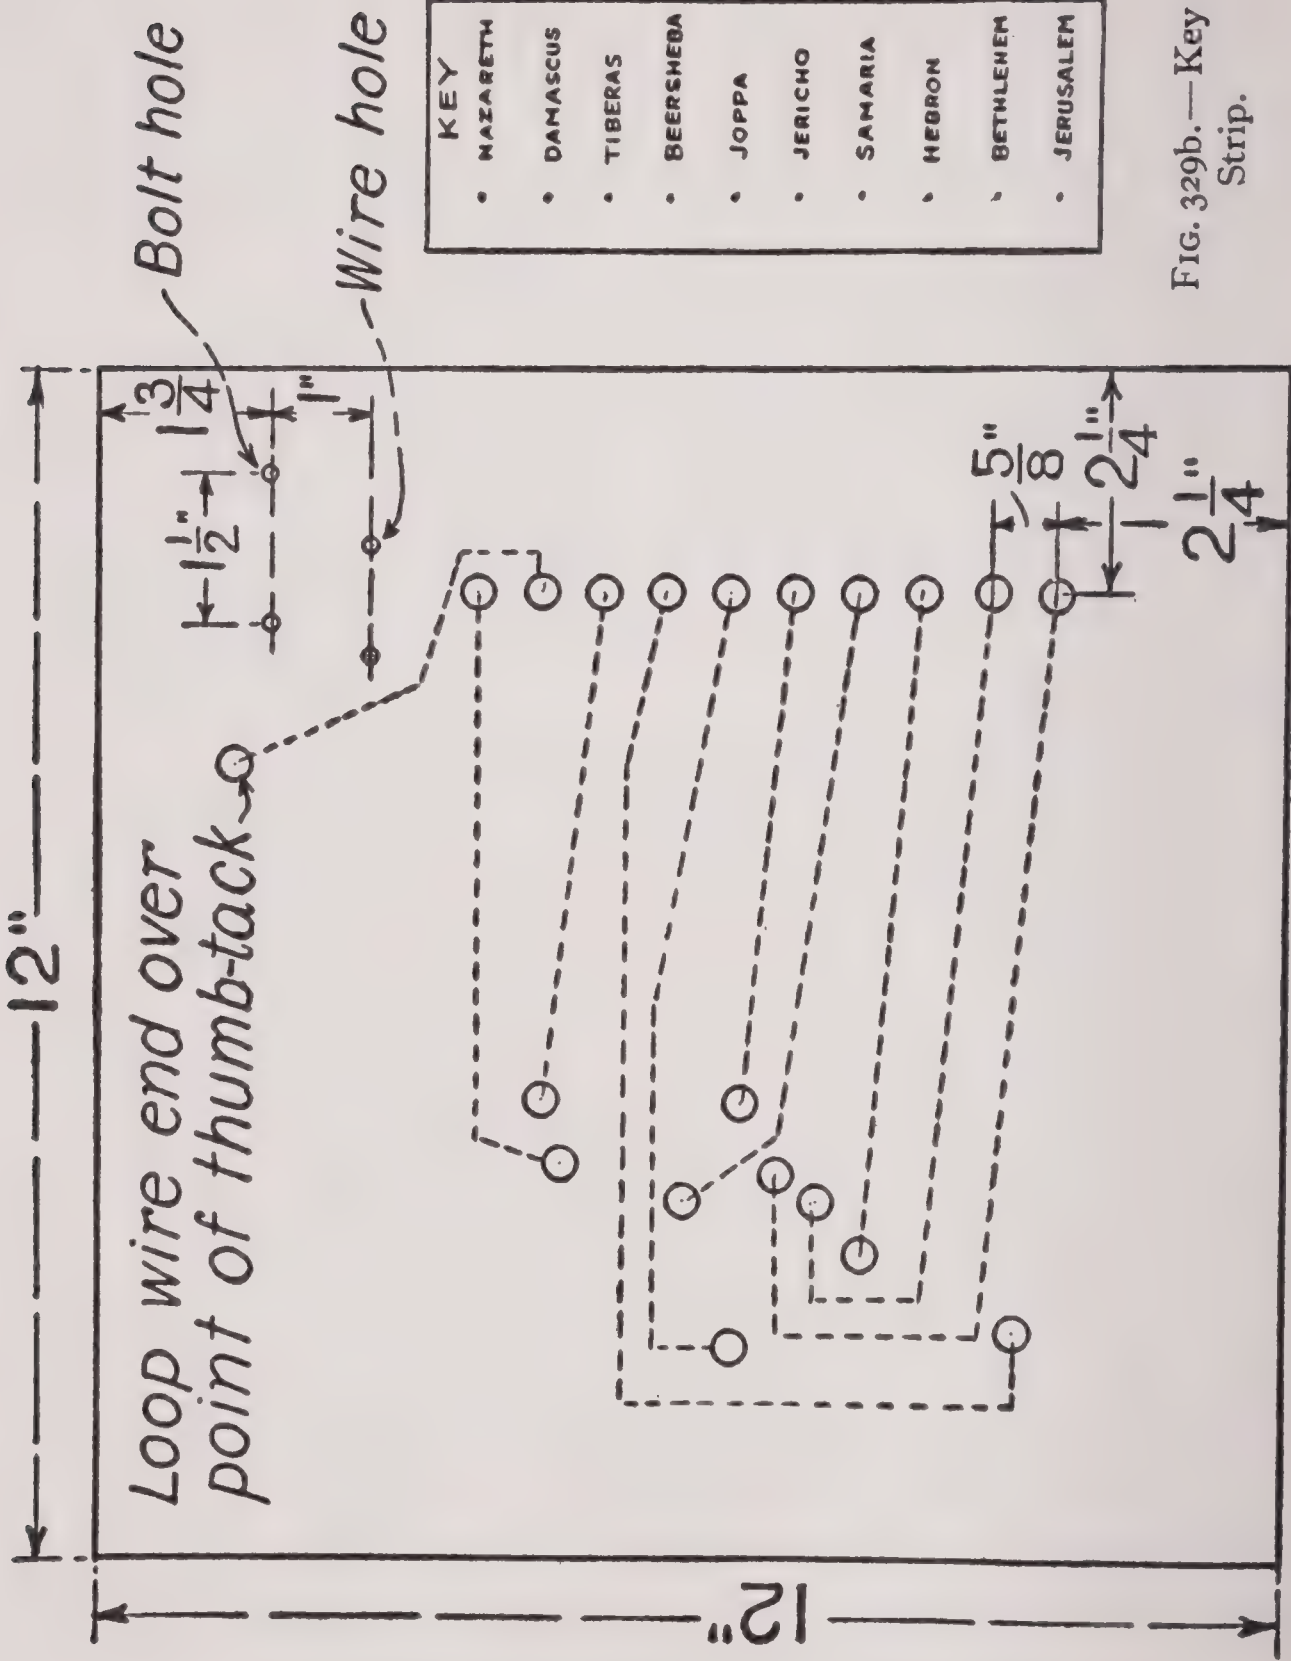 12"
Loop wire end over
point of thumb-tack
1 1/2"
1 3/4
1"
Bolt hole
Wire hole
5/8"
2 1/4"
2 1/4"
12"
KEY
• NAZARETH
• DAMASCUS
• TIBERAS
• BEERSHEBA
• JOPPA
• JERICHO
• SAMARIA
• HEBRON
• BETHLEHEM
• JERUSALEM
FIG. 329b.—Key
Strip.